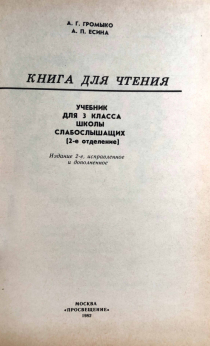 А. Г. ГРОМЫКО
А. П. ЕСИНА
КНИГА ДЛЯ ЧТЕНИЯ
УЧЕБНИК
ДЛЯ 3 КЛАССА
ШКОЛЫ
СЛАБОСЛЫШАЩИХ
(2-е отделение)
Издание 2-е, исправленное
и дополненное
МОСКВА
«ПРОСВЕЩЕНИЕ»